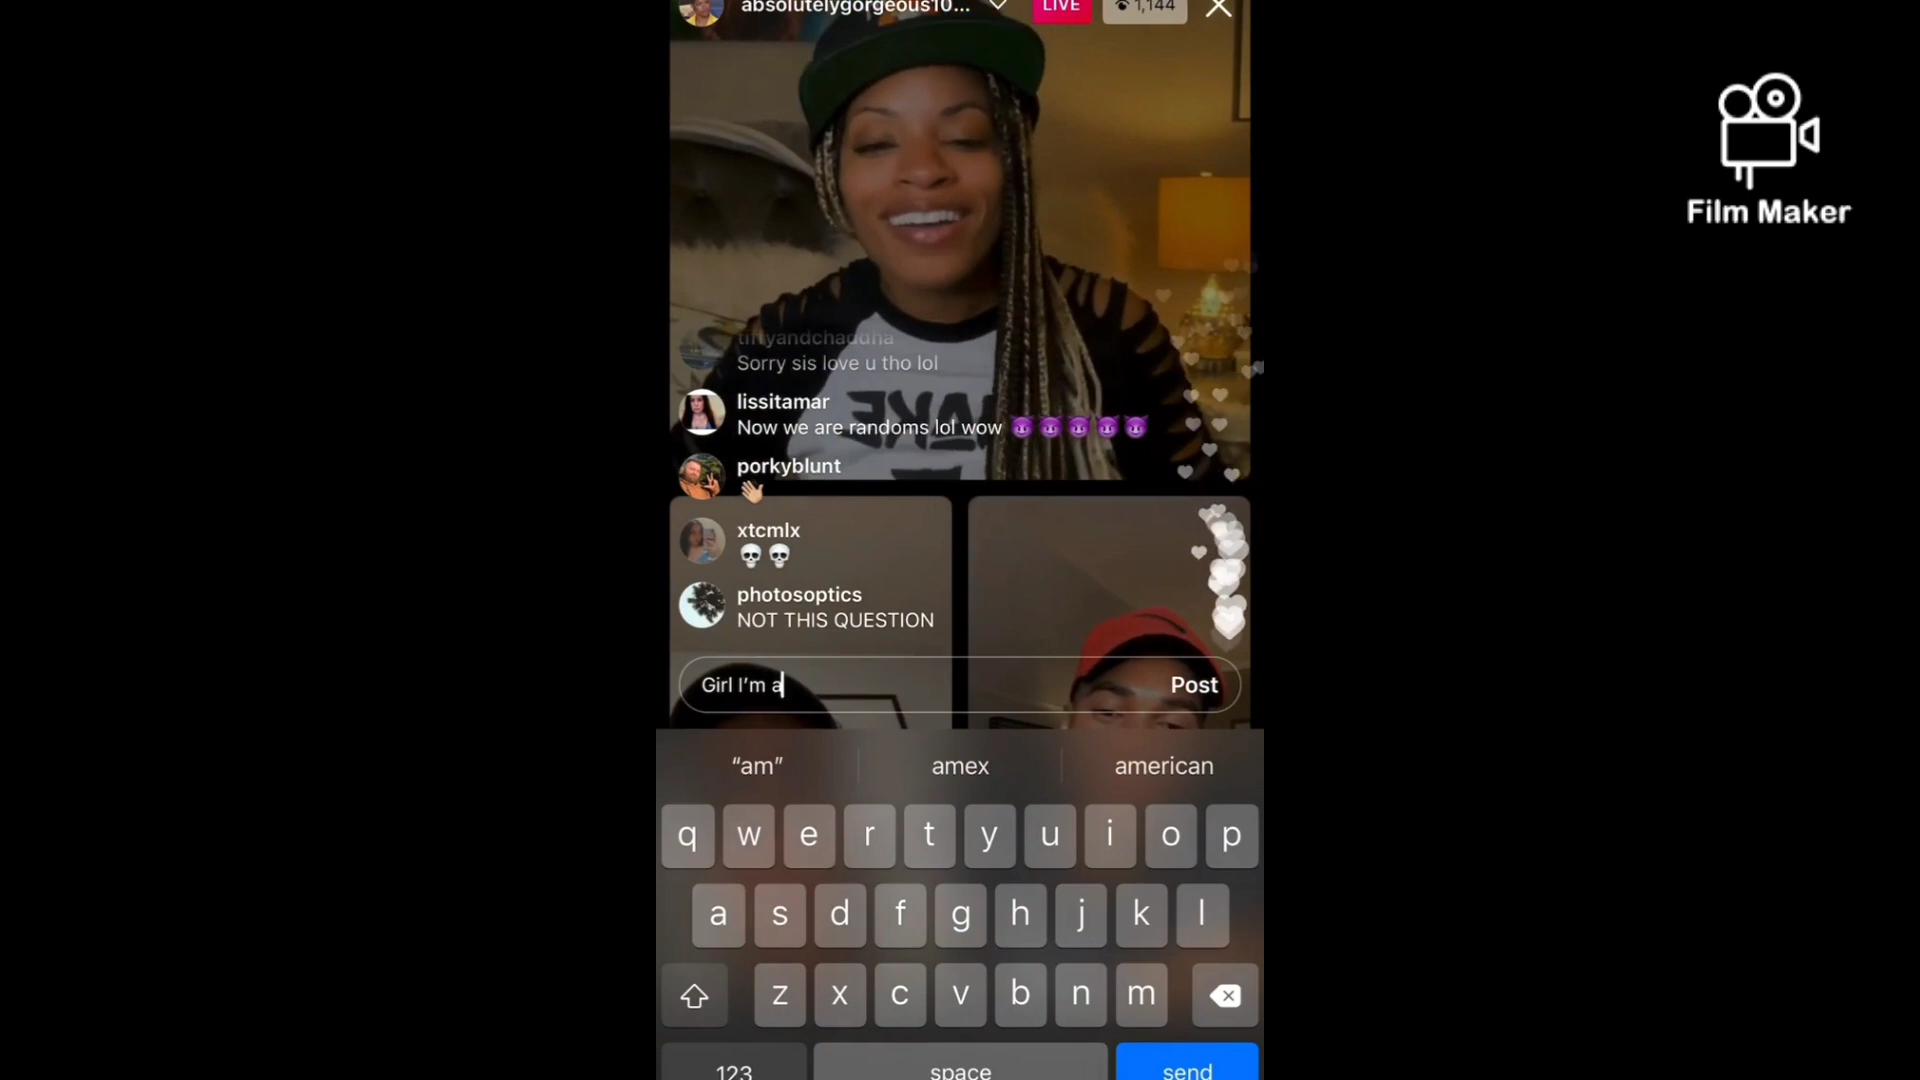 absolutelygorgeous10...
LIVE
1,144
Film Maker
tiffyandchaddha
Sorry sis love u tho lol
lissitamar
Now we are randoms lol wow 😈😈😈😈😈
porkyblunt
👋🏼
xtcmlx
💀💀
photosoptics
NOT THIS QUESTION
Girl I'm a
Post
“am” amex american
q w e r t y u i o p
a s d f g h j k l
z x c v b n m
123 space send